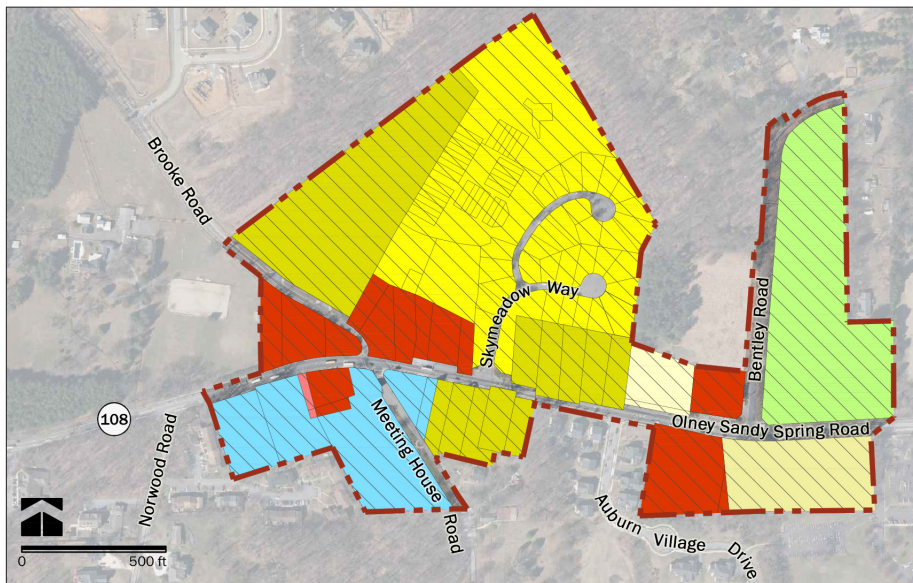 Brooke Road
Skymeadow Way
Bentley Road
108
Norwood Road
Meeting House Road
Olney Sandy Spring Road
Auburn Village Drive
0 500 ft